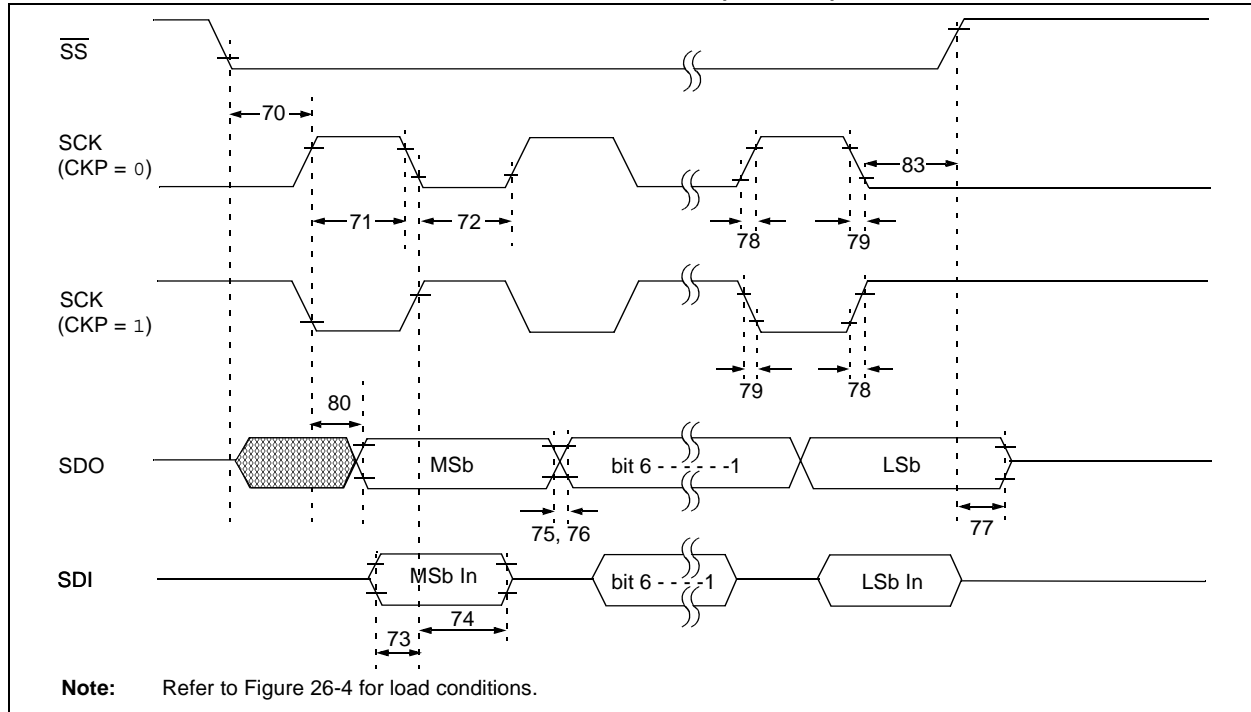 SS
70
SCK
(CKP = 0)
83
71
72
78
79
SCK
(CKP = 1)
79
78
80
SDO
MSb
bit 6 - - - - - -1
LSb
75, 76
77
SDI
MSb In
bit 6 - - - -1
LSb In
74
73
Note: Refer to Figure 26-4 for load conditions.